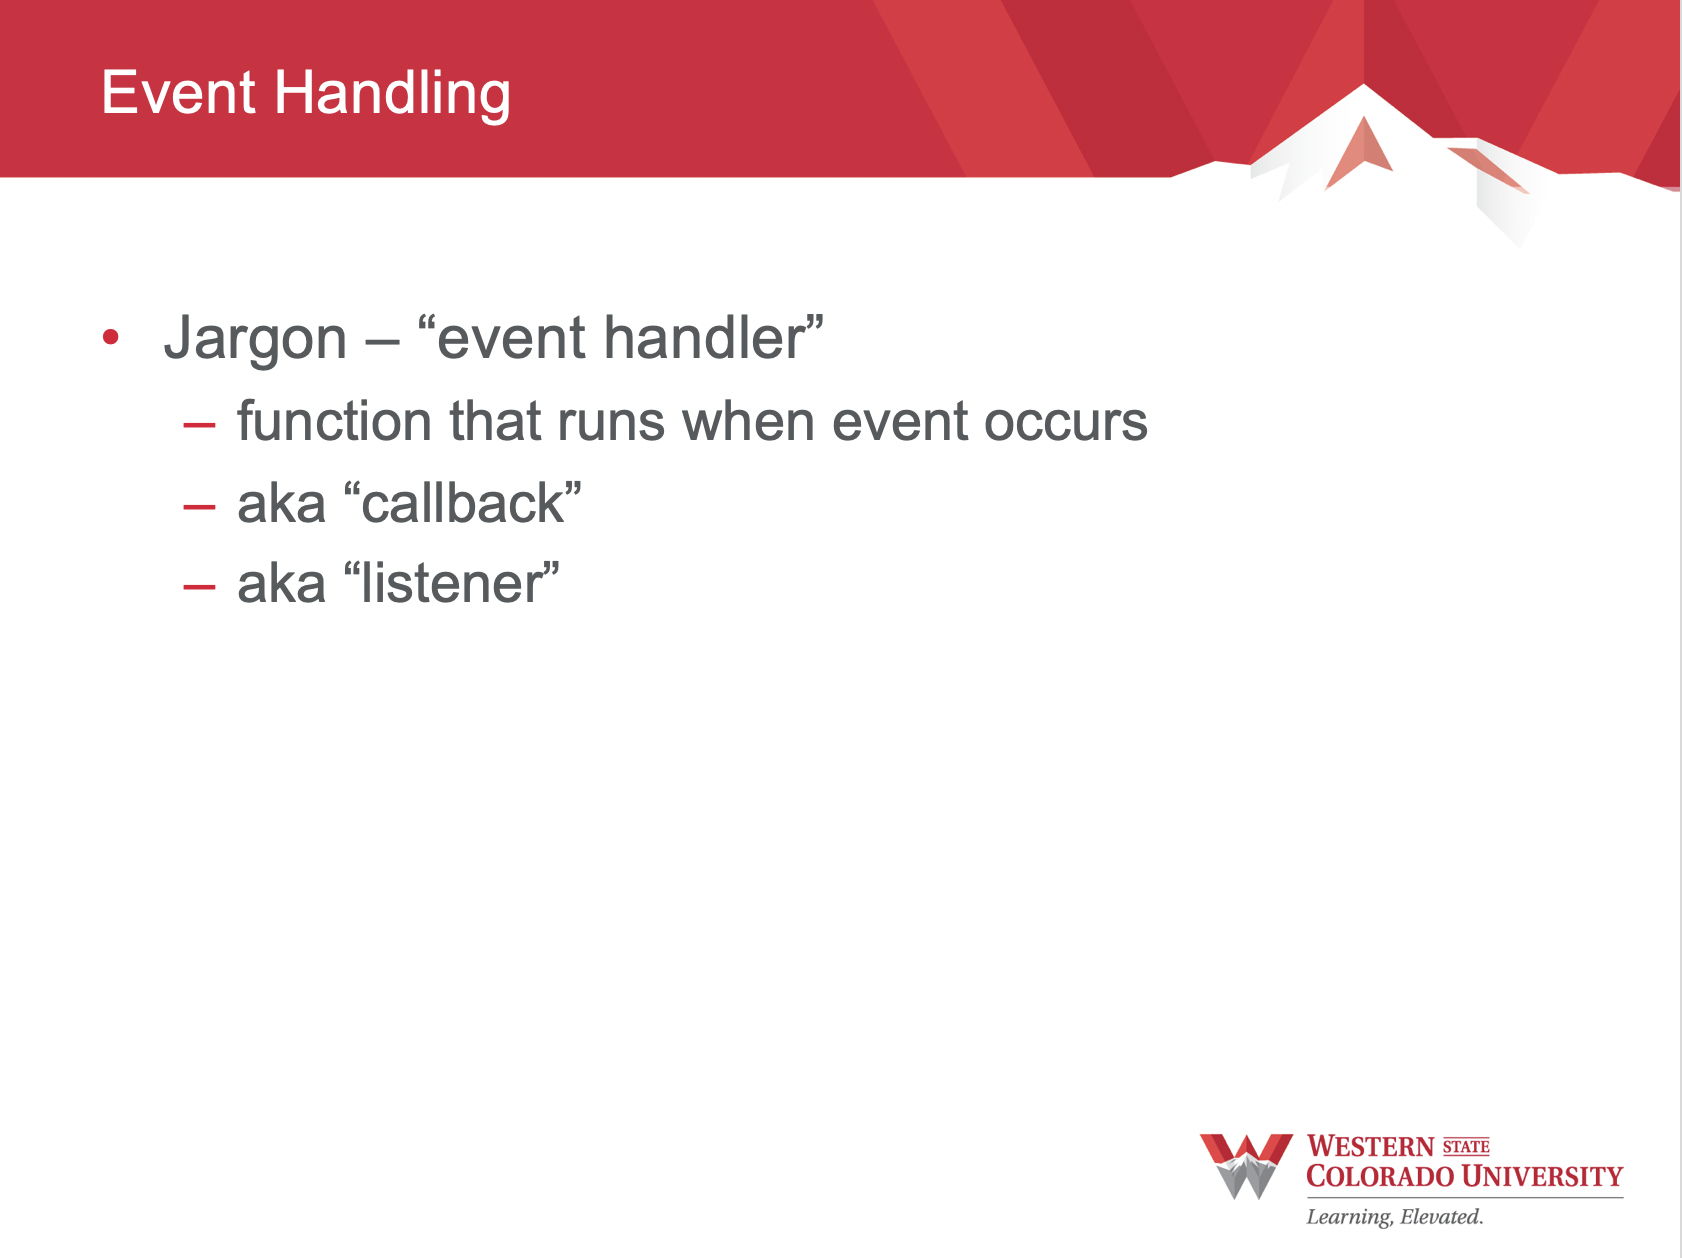 Event Handling
• Jargon – “event handler”
– function that runs when event occurs
– aka “callback”
– aka “listener”
WESTERN STATE
COLORADO UNIVERSITY
Learning, Elevated.